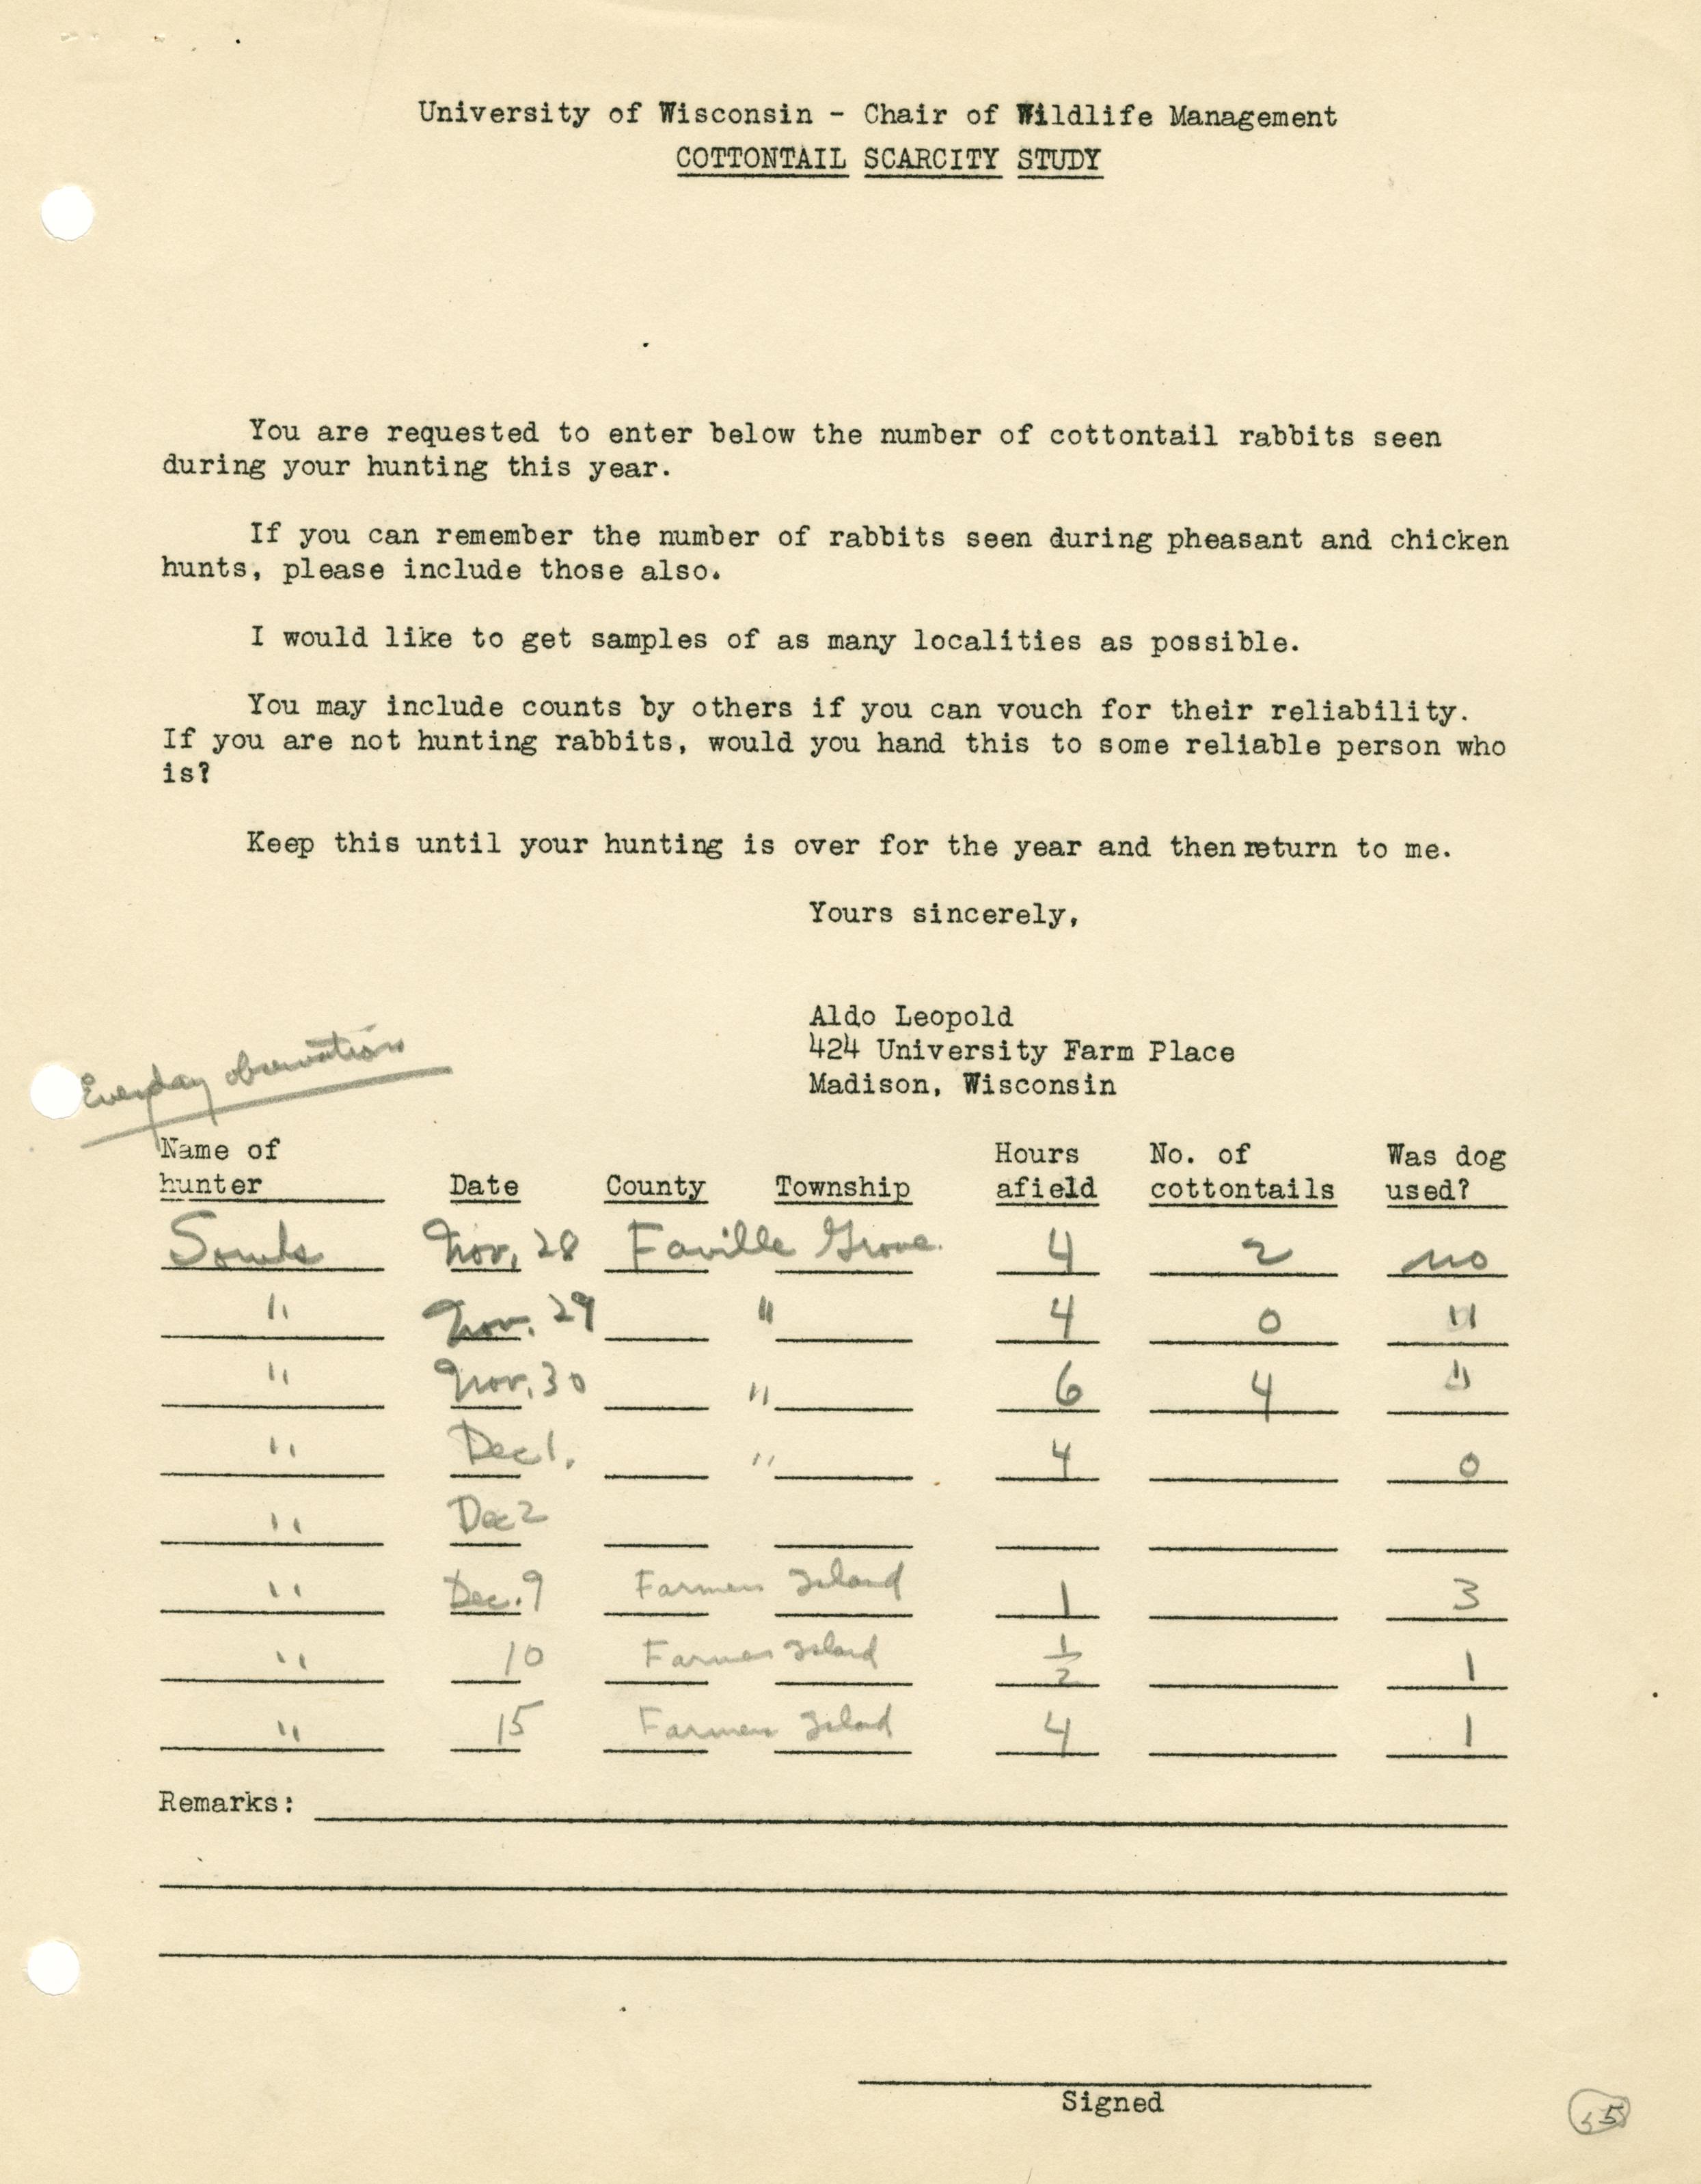 University of Wisconsin - Chair of Wildlife Management
COTTONTAIL SCARCITY STUDY
You are requested to enter below the number of cottontail rabbits seen
during your hunting this year.
If you can remember the number of rabbits seen during pheasant and chicken
hunts, please include those also.
I would like to get samples of as many localities as possible.
You may include counts by others if you can vouch for their reliability.
If you are not hunting rabbits, would you hand this to some reliable person who
is?
Keep this until your hunting is over for the year and then return to me.
Yours sincerely,
Aldo Leopold
424 University Farm Place
Madison, Wisconsin
Everyday observations
Name of Hours No. of Was dog
hunter Date County Township afield cottontails used?
Nov. 28 Faville Grove 4 2 no
" Nov. 29 " 4 0 "
" Nov. 30 " 6 4 "
" Dec 1. " 4 0
" Dec 2
" Dec. 9 Island 1 3
" 10 Island 1/2 1
" 15 Island 4 1
Remarks:
Signed